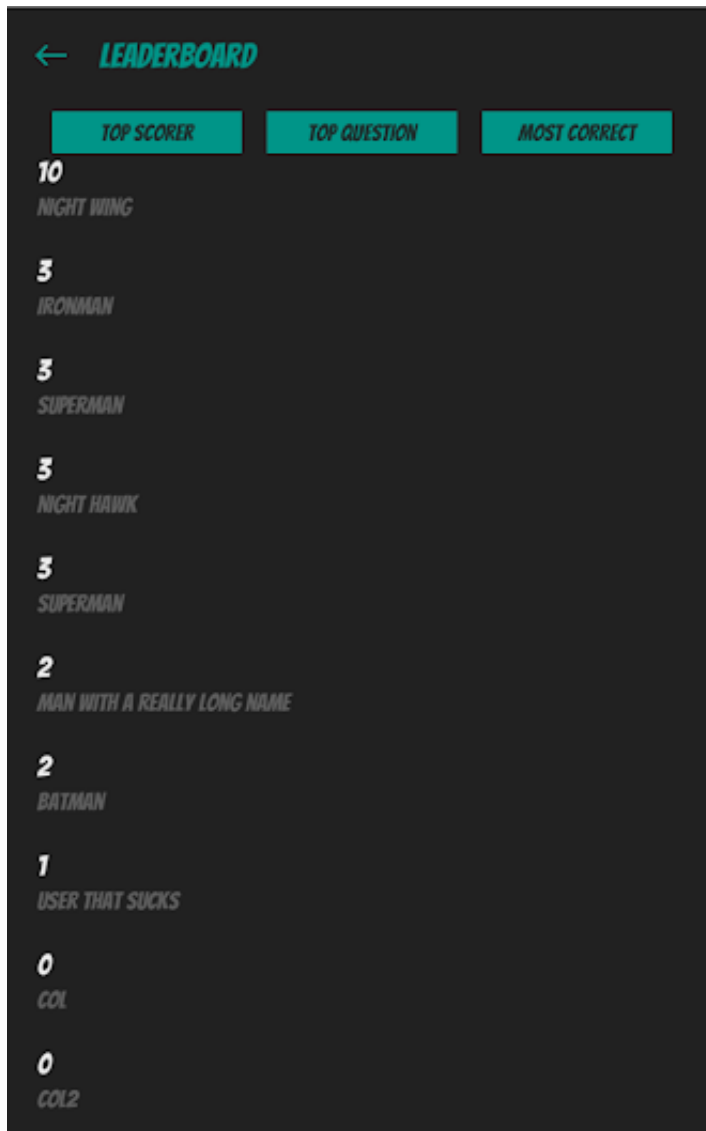 LEADERBOARD
TOP SCORER TOP QUESTION MOST CORRECT
10
NIGHT WING
3
IRONMAN
3
SUPERMAN
3
NIGHT HAWK
3
SUPERMAN
2
MAN WITH A REALLY LONG NAME
2
BATMAN
1
USER THAT SUCKS
0
COL
0
COL2